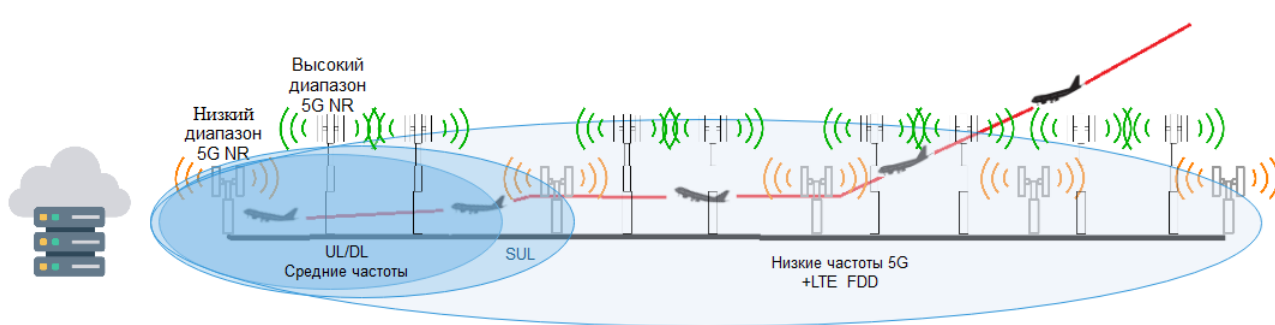 Высокий
диапазон
5G NR
Низкий
диапазон
5G NR
UL/DL
Средние частоты
SUL
Низкие частоты 5G
+LTE FDD